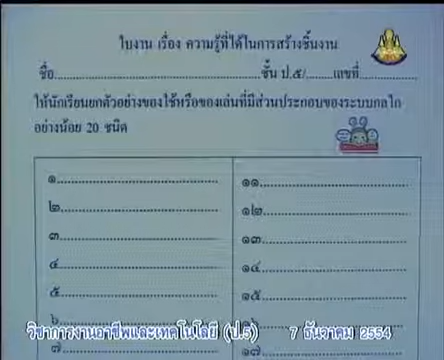 ใบงาน เรื่อง ความรู้ที่ได้ในการสร้างชิ้นงาน
ชื่อ..........ชั้น ป.๕/.......เลขที่..........
ให้นักเรียนยกตัวอย่างของใช้หรือของเล่นที่มีส่วนประกอบของระบบกลไก
อย่างน้อย 20 ชนิด
๑.......... ๑๑..........
๒.......... ๑๒..........
๓.......... ๑๓..........
๔.......... ๑๔..........
๕.......... ๑๕..........
๖..........
วิชาการงานอาชีพและเทคโนโลยี (ป.5) 7 ธันวาคม 2554
๗.......... ๑๗..........